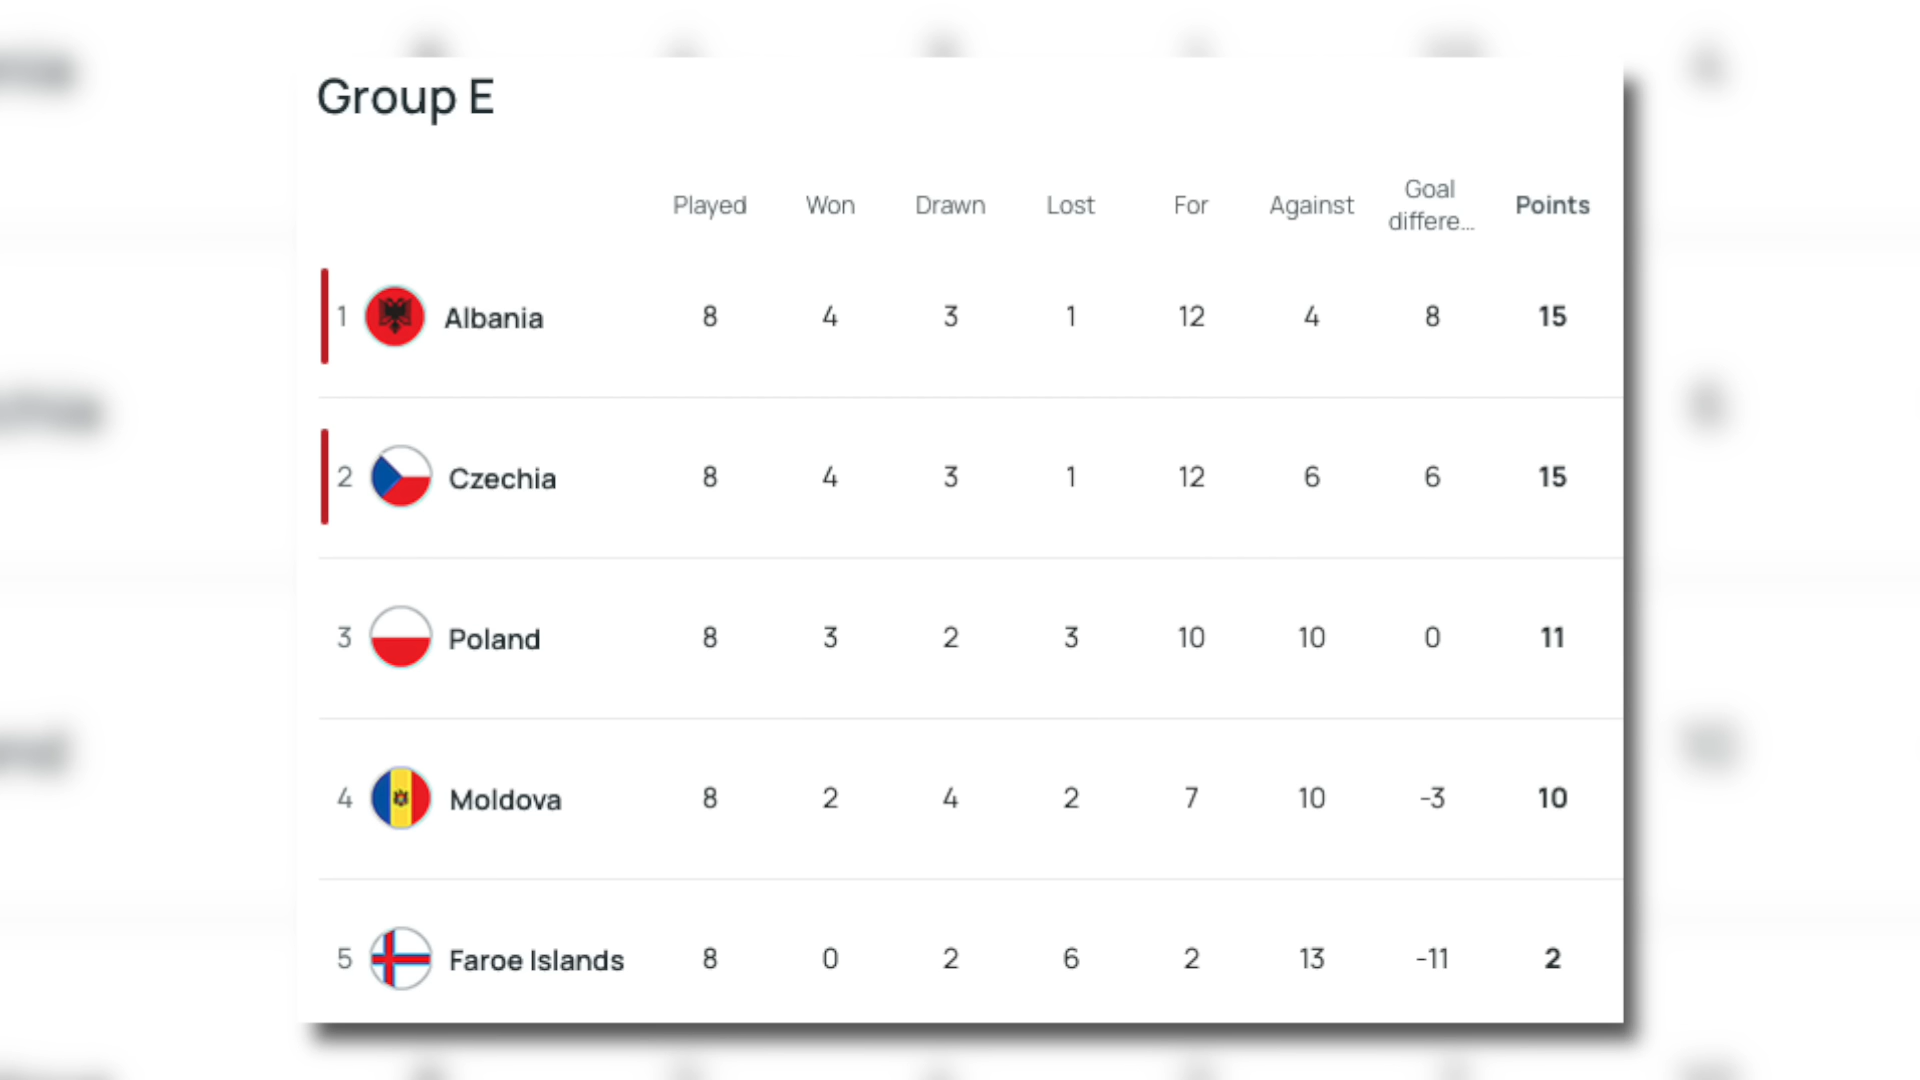 Group E
Played Won Drawn Lost For Against Goal differe... Points
1 Albania 8 4 3 1 12 4 8 15
2 Czechia 8 4 3 1 12 6 6 15
3 Poland 8 3 2 3 10 10 0 11
4 Moldova 8 2 4 2 7 10 -3 10
5 Faroe Islands 8 0 2 6 2 13 -11 2